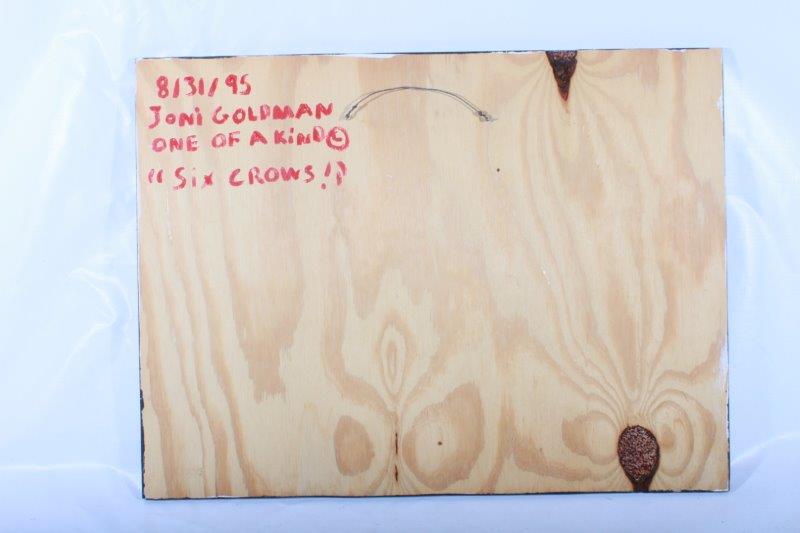 8/31/95
JONi GOLDMAN
ONE OF A KiND©
"SiX CROWS!"